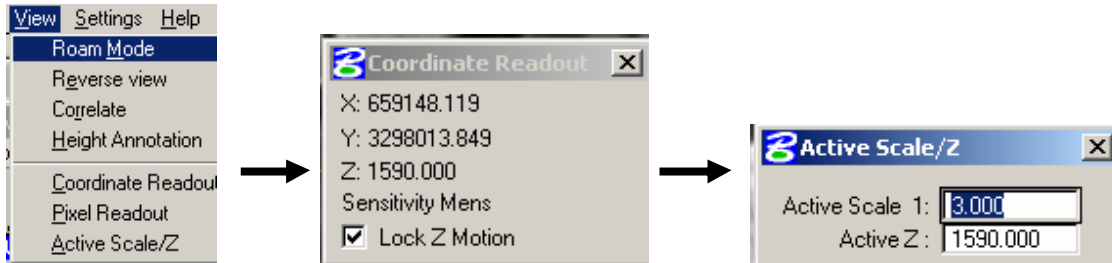 View Settings Help
Roam Mode
Reverse view
Correlate
Height Annotation
Coordinate Readout
Pixel Readout
Active Scale/Z
Coordinate Readout
X: 659148.119
Y: 3298013.849
Z: 1590.000
Sensitivity Mens
Lock Z Motion
Active Scale/Z
Active Scale 1: 3.000
Active Z : 1590.000